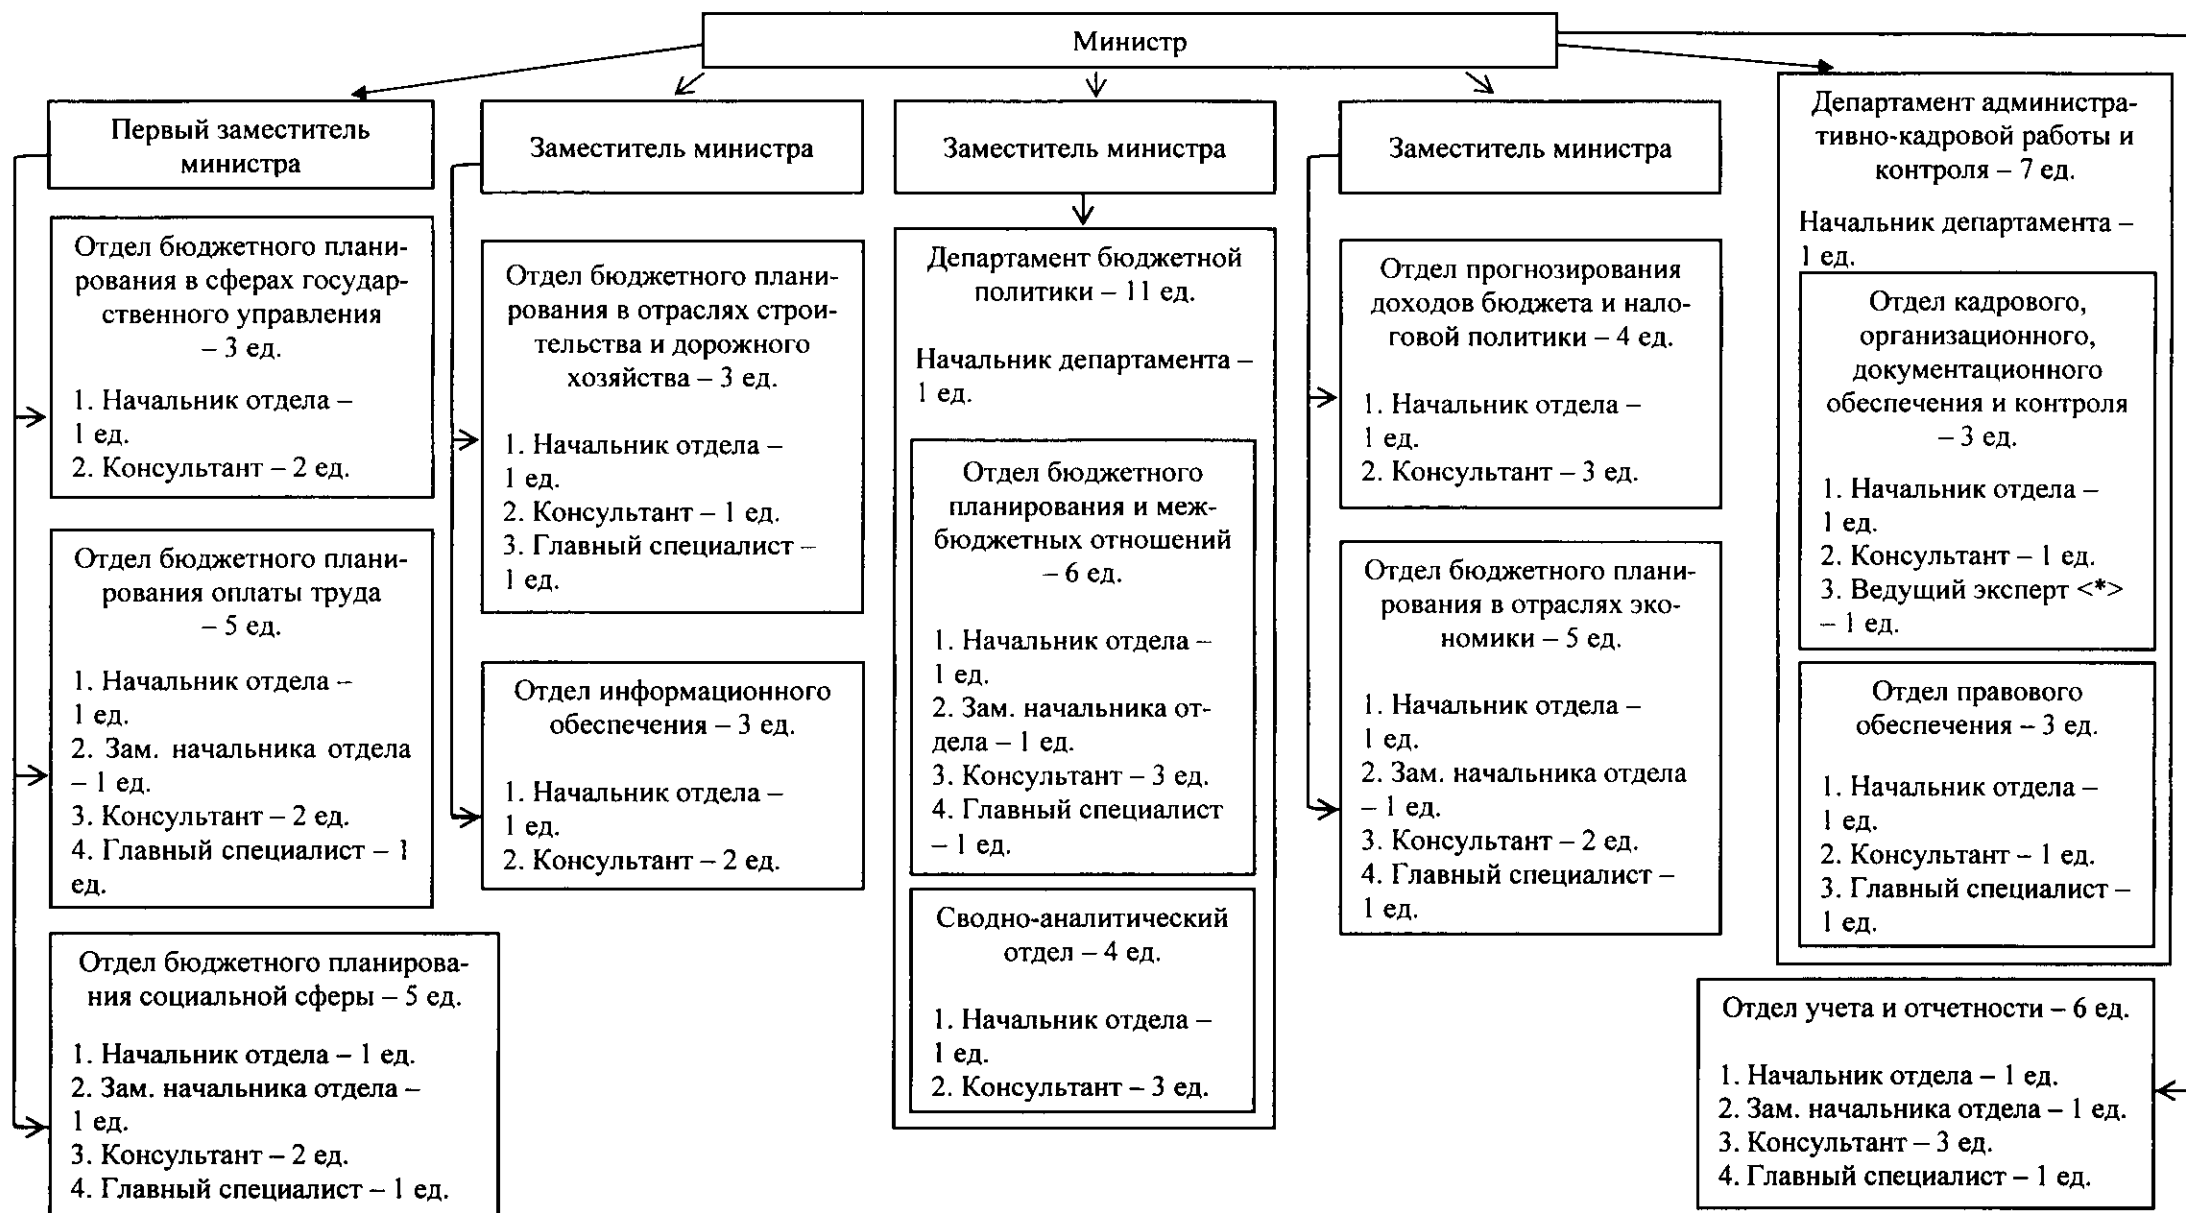 Министр
Первый заместитель
министра
Отдел бюджетного плани-
рования в сферах государ-
ственного управления
– 3 ед.
1. Начальник отдела –
1 ед.
2. Консультант – 2 ед.
Отдел бюджетного плани-
рования оплаты труда
– 5 ед.
1. Начальник отдела –
1 ед.
2. Зам. начальника отдела
– 1 ед.
3. Консультант – 2 ед.
4. Главный специалист – 1
ед.
Отдел бюджетного планирова-
ния социальной сферы – 5 ед.
1. Начальник отдела – 1 ед.
2. Зам. начальника отдела –
1 ед.
3. Консультант – 2 ед.
4. Главный специалист – 1 ед.
Заместитель министра
Отдел бюджетного плани-
рования в отраслях строи-
тельства и дорожного
хозяйства – 3 ед.
1. Начальник отдела –
1 ед.
2. Консультант – 1 ед.
3. Главный специалист –
1 ед.
Отдел информационного
обеспечения – 3 ед.
1. Начальник отдела –
1 ед.
2. Консультант – 2 ед.
Заместитель министра
Департамент бюджетной
политики – 11 ед.
Начальник департамента –
1 ед.
Отдел бюджетного
планирования и меж-
бюджетных отношений
– 6 ед.
1. Начальник отдела –
1 ед.
2. Зам. начальника от-
дела – 1 ед.
3. Консультант – 3 ед.
4. Главный специалист
– 1 ед.
Сводно-аналитический
отдел – 4 ед.
1. Начальник отдела –
1 ед.
2. Консультант – 3 ед.
Заместитель министра
Отдел прогнозирования
доходов бюджета и нало-
говой политики – 4 ед.
1. Начальник отдела –
1 ед.
2. Консультант – 3 ед.
Отдел бюджетного плани-
рования в отраслях эко-
номики – 5 ед.
1. Начальник отдела –
1 ед.
2. Зам. начальника отдела
– 1 ед.
3. Консультант – 2 ед.
4. Главный специалист –
1 ед.
Департамент администра-
тивно-кадровой работы и
контроля – 7 ед.
Начальник департамента –
1 ед.
Отдел кадрового,
организационного,
документационного
обеспечения и контроля
– 3 ед.
1. Начальник отдела –
1 ед.
2. Консультант – 1 ед.
3. Ведущий эксперт <*>
– 1 ед.
Отдел правового
обеспечения – 3 ед.
1. Начальник отдела –
1 ед.
2. Консультант – 1 ед.
3. Главный специалист –
1 ед.
Отдел учета и отчетности – 6 ед.
1. Начальник отдела – 1 ед.
2. Зам. начальника отдела – 1 ед.
3. Консультант – 3 ед.
4. Главный специалист – 1 ед.